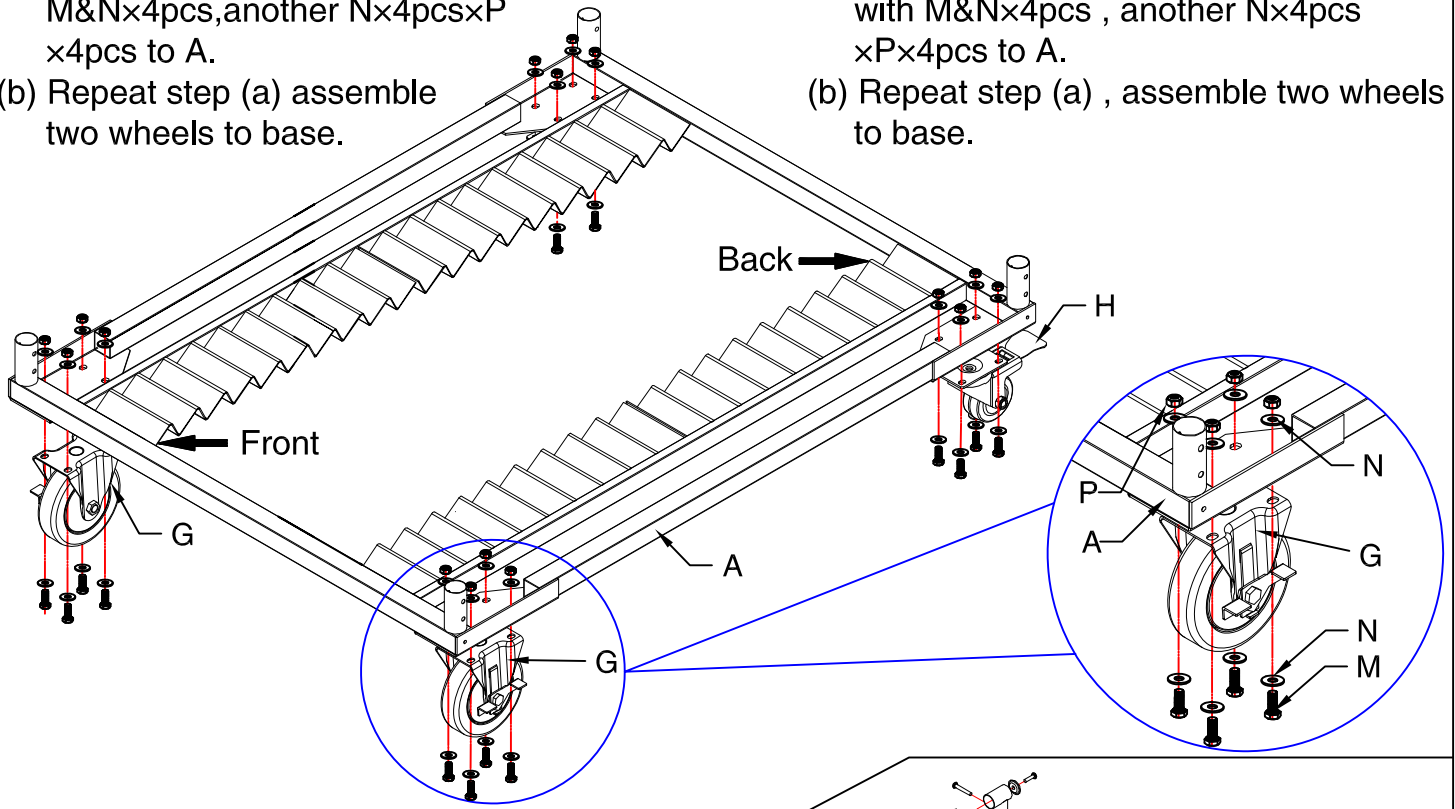 M&N×4pcs,another N×4pcs×P
×4pcs to A.
(b) Repeat step (a) assemble
two wheels to base.
with M&N×4pcs , another N×4pcs
×P×4pcs to A.
(b) Repeat step (a) , assemble two wheels
to base.
Back
H
Front
G
A
G
P
N
A
G
N
M